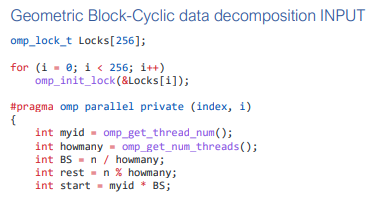 Geometric Block-Cyclic data decomposition INPUT
omp_lock_t Locks[256];
for (i = 0; i < 256; i++)
omp_init_lock(&Locks[i]);
#pragma omp parallel private (index, i)
{
int myid = omp_get_thread_num();
int howmany = omp_get_num_threads();
int BS = n / howmany;
int rest = n % howmany;
int start = myid * BS;